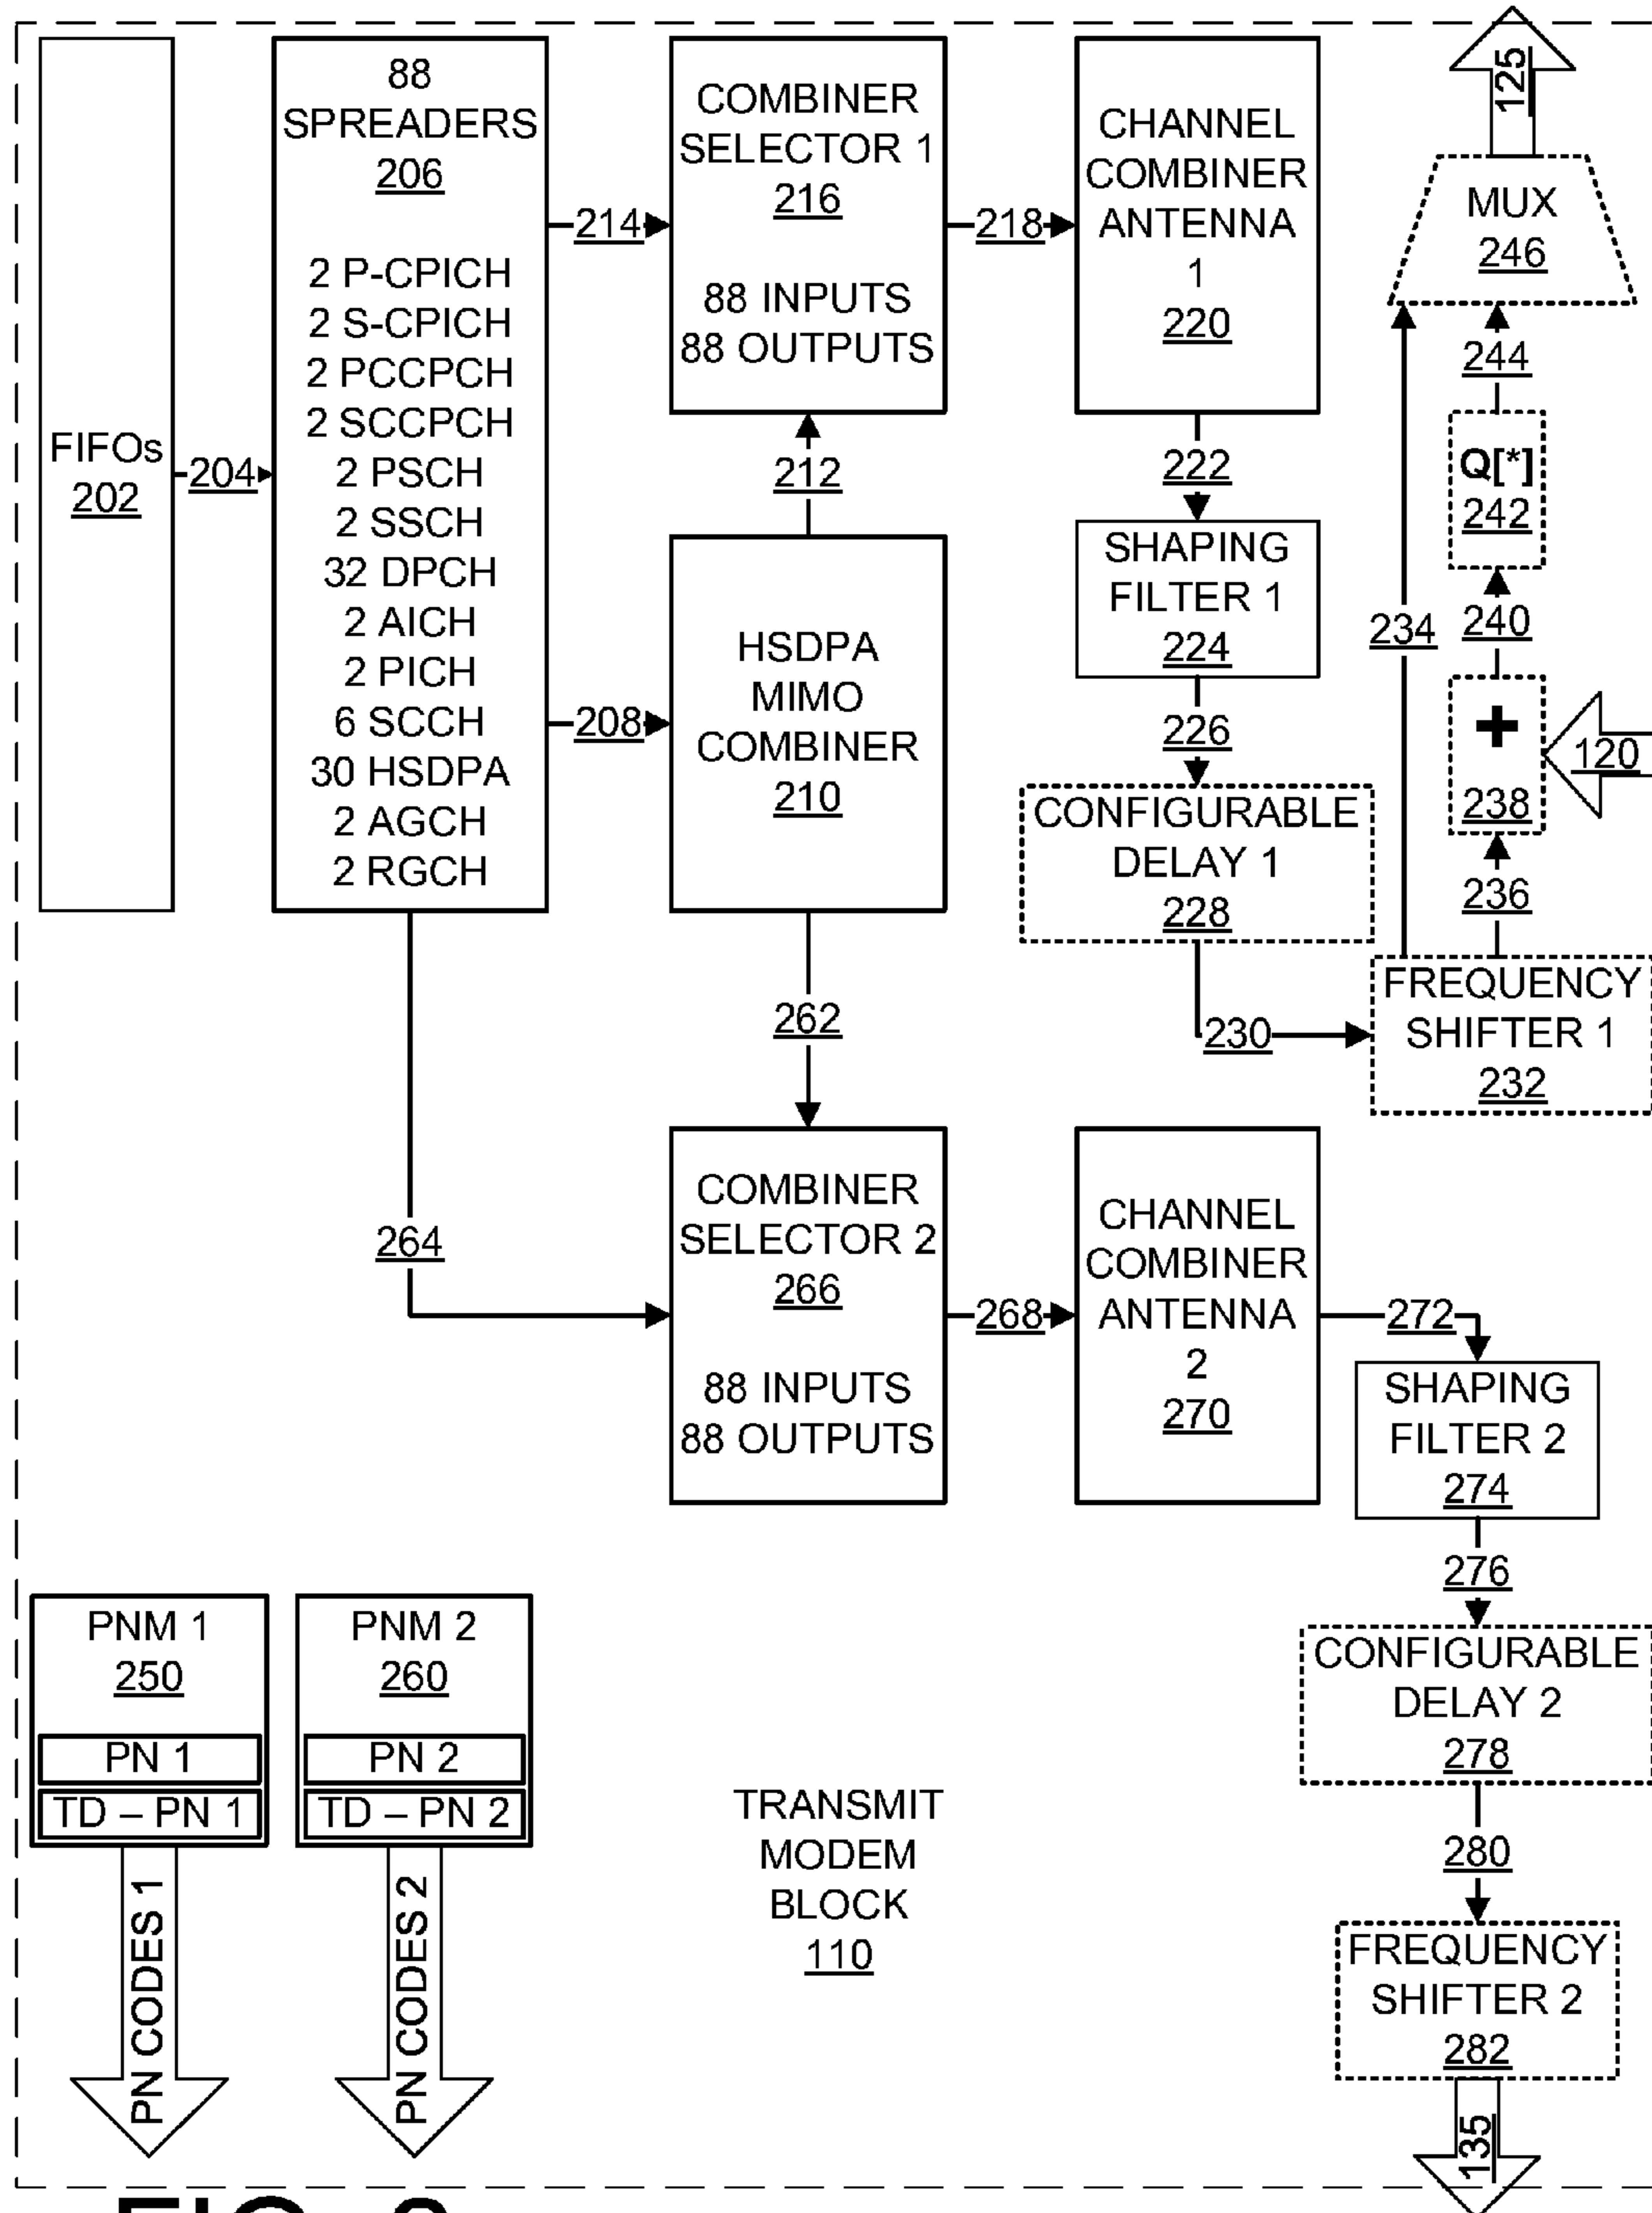 FIFOs
202
204
88
SPREADERS
206
2 P-CPICH
2 S-CPICH
2 PCCPCH
2 SCCPCH
2 PSCH
2 SSCH
32 DPCH
2 AICH
2 PICH
6 SCCH
30 HSDPA
2 AGCH
2 RGCH
214
208
COMBINER
SELECTOR 1
216
88 INPUTS
88 OUTPUTS
212
HSDPA
MIMO
COMBINER
210
218
CHANNEL
COMBINER
ANTENNA
1
220
222
SHAPING
FILTER 1
224
226
CONFIGURABLE
DELAY 1
228
230
FREQUENCY
SHIFTER 1
232
234
236
+
238
120
240
Q[*]
242
244
MUX
246
125
262
264
COMBINER
SELECTOR 2
266
88 INPUTS
88 OUTPUTS
268
CHANNEL
COMBINER
ANTENNA
2
270
272
SHAPING
FILTER 2
274
276
CONFIGURABLE
DELAY 2
278
280
FREQUENCY
SHIFTER 2
282
135
PNM 1
250
PN 1
TD – PN 1
PN CODES 1
PNM 2
260
PN 2
TD – PN 2
PN CODES 2
TRANSMIT
MODEM
BLOCK
110